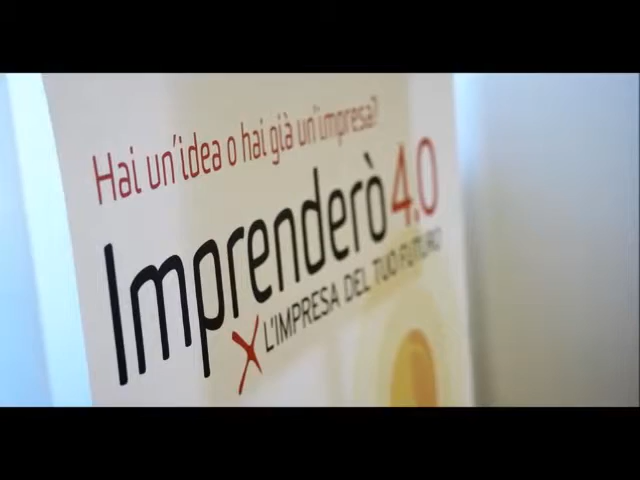 Hai un'idea o hai già un'impresa?
Imprenderò 4.0
X L'IMPRESA DEL TUO FUTURO